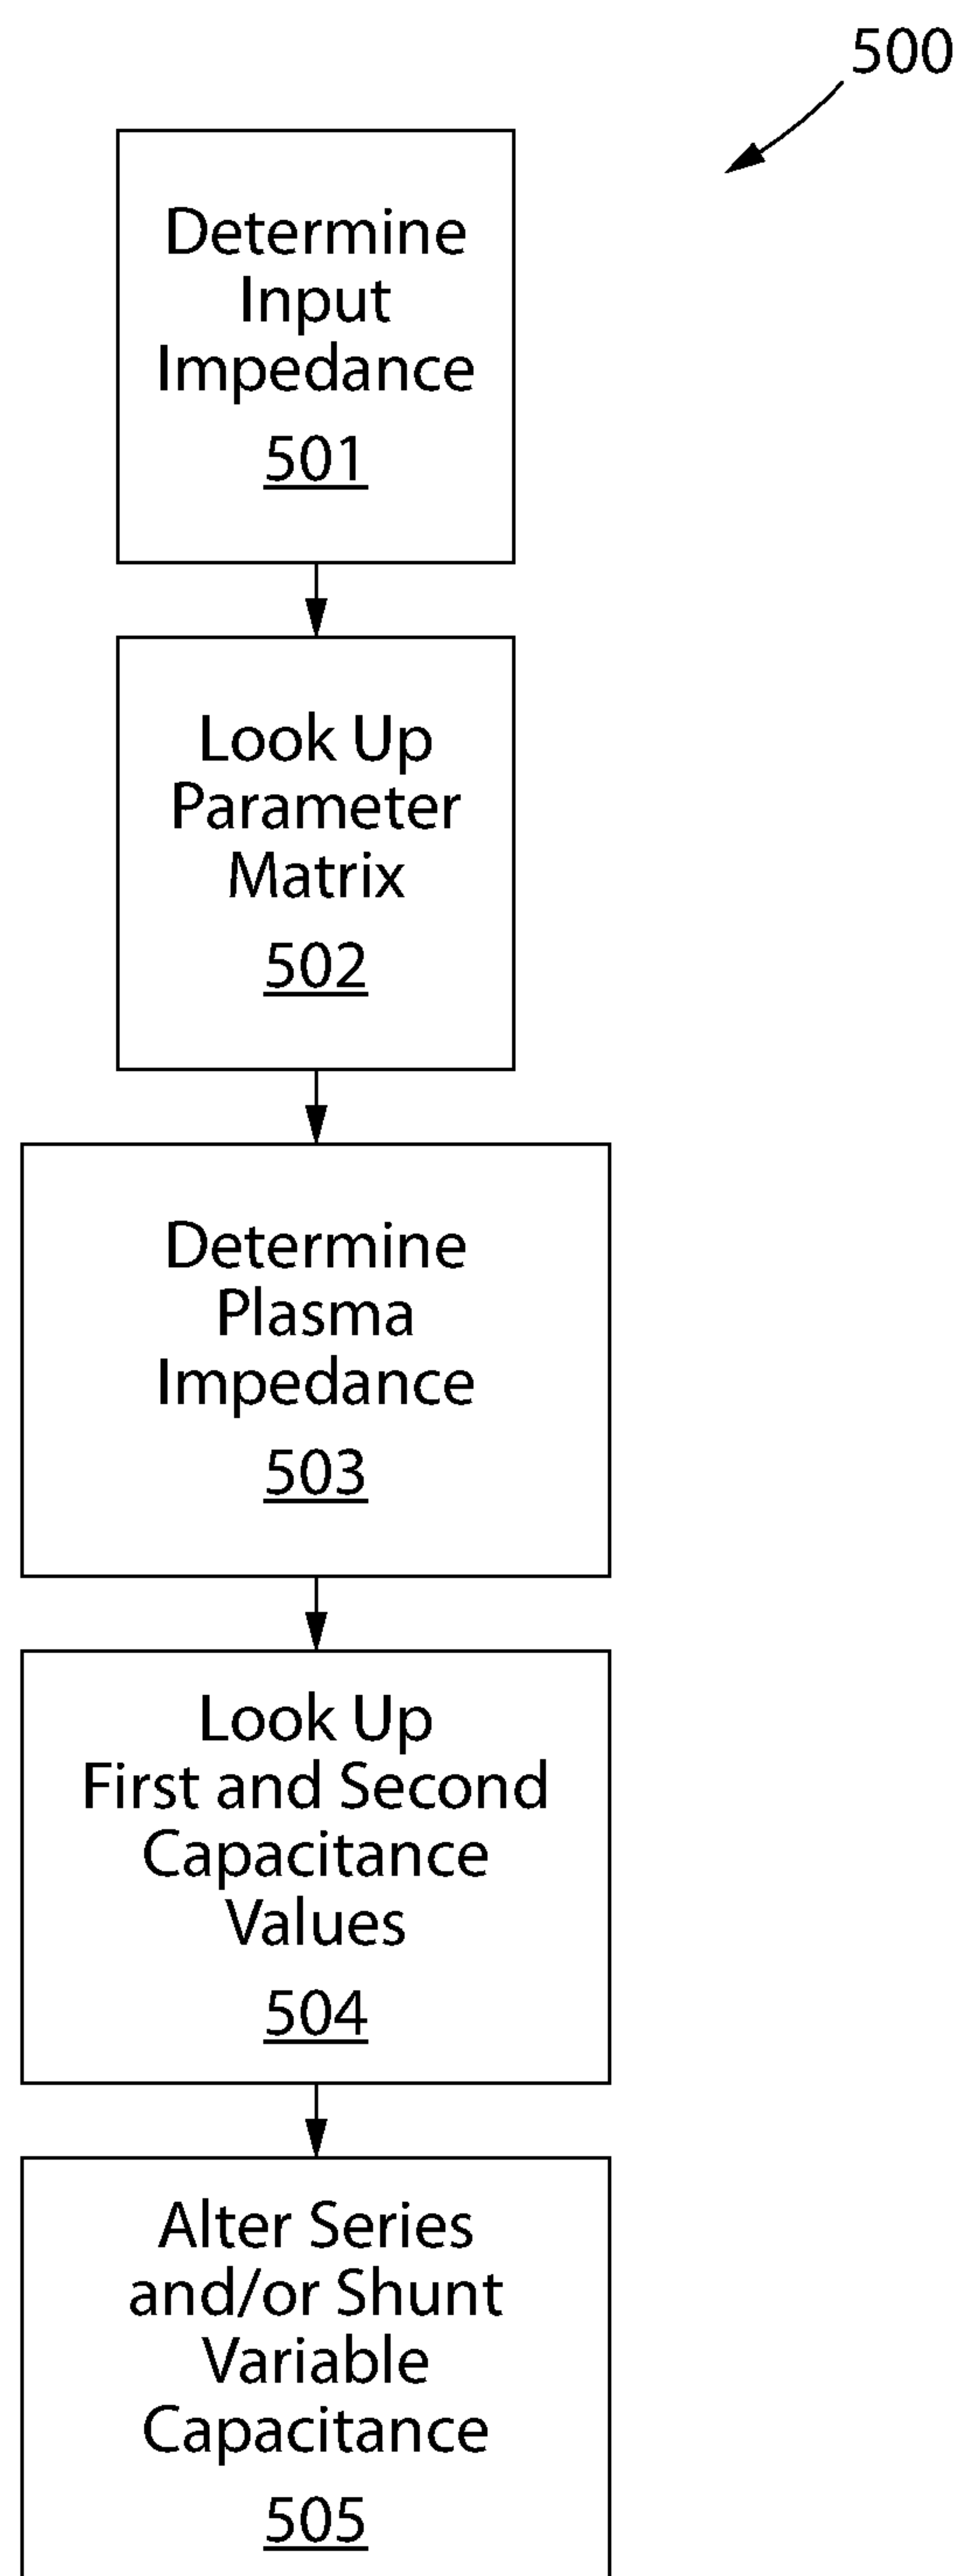 500
Determine
Input
Impedance
501
Look Up
Parameter
Matrix
502
Determine
Plasma
Impedance
503
Look Up
First and Second
Capacitance
Values
504
Alter Series
and/or Shunt
Variable
Capacitance
505